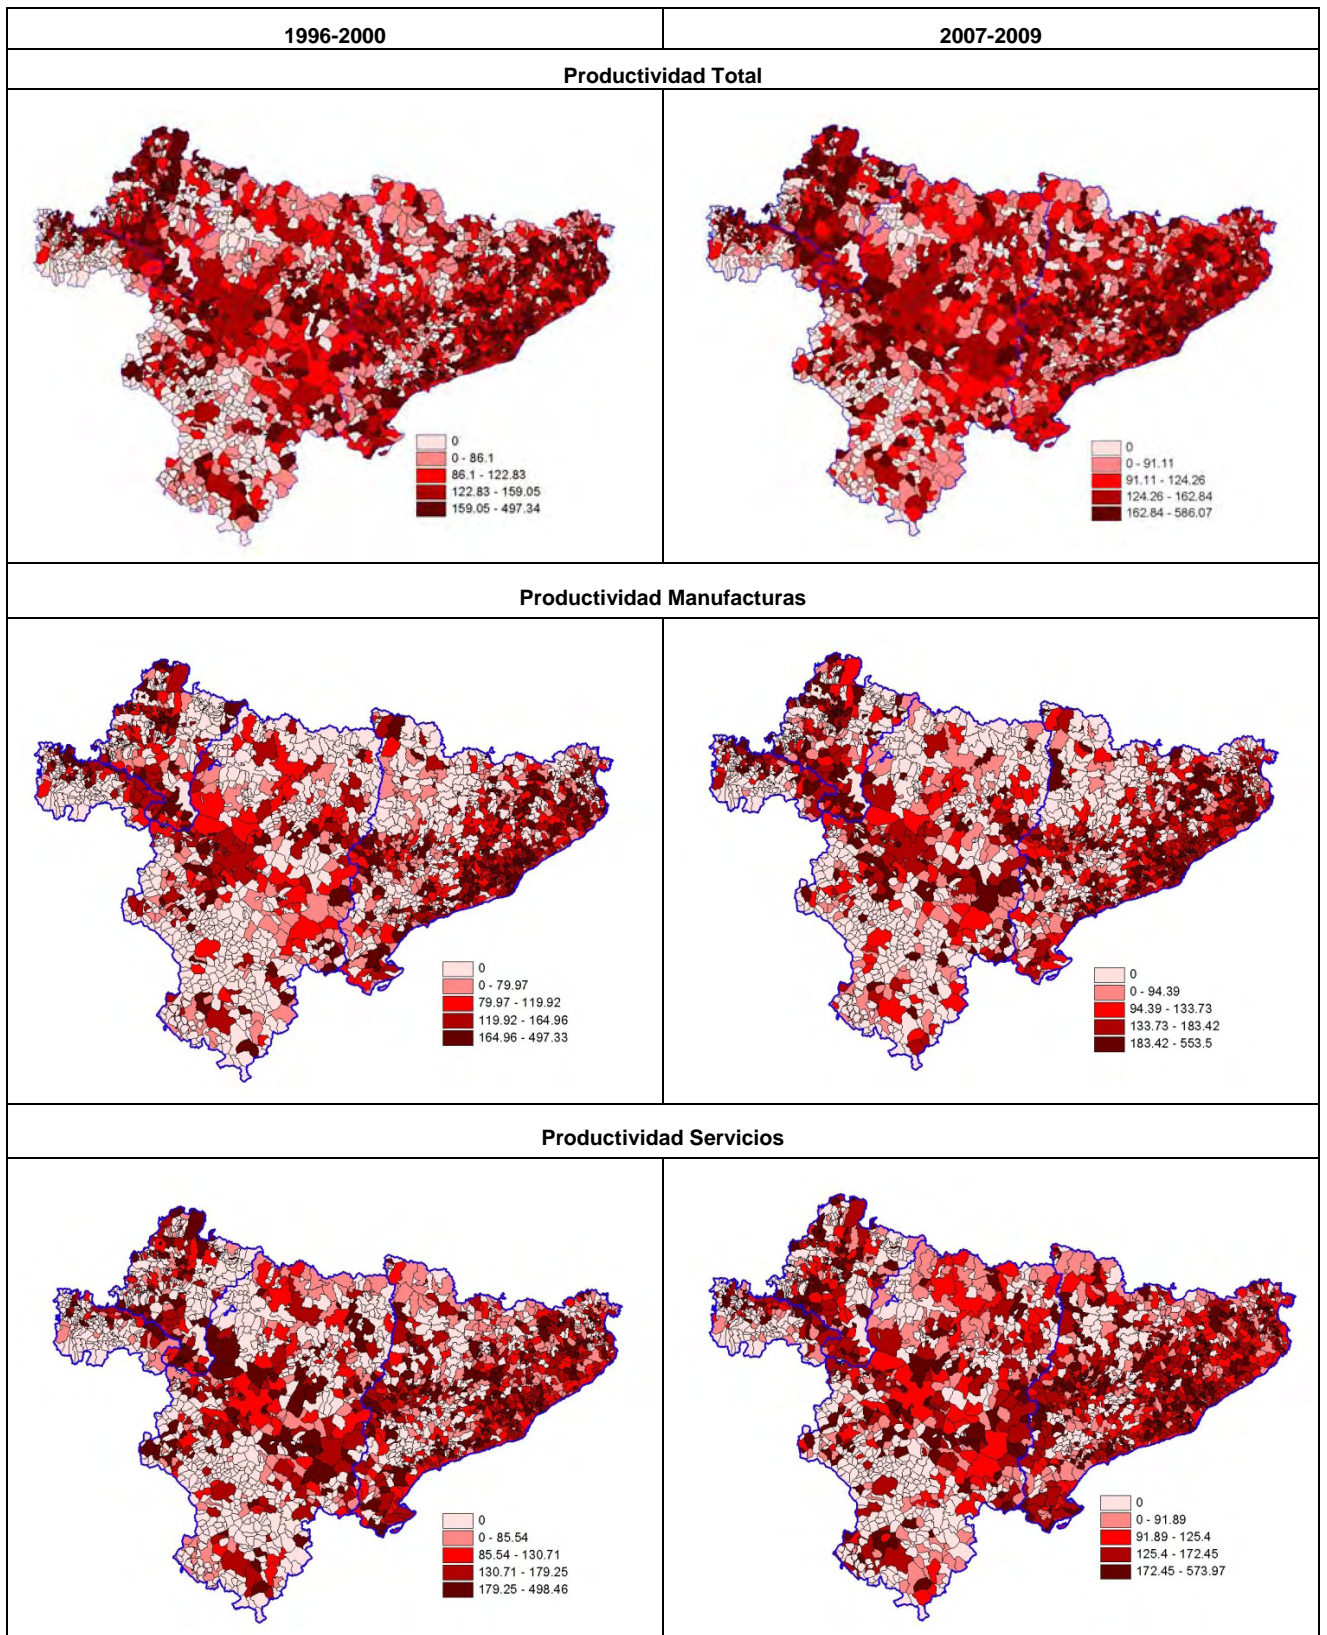 1996-2000
2007-2009
Productividad Total
0
0 - 86.1
86.1 - 122.83
122.83 - 159.05
159.05 - 497.34
0
0 - 91.11
91.11 - 124.26
124.26 - 162.84
162.84 - 586.07
Productividad Manufacturas
0
0 - 79.97
79.97 - 119.92
119.92 - 164.96
164.96 - 497.33
0
0 - 94.39
94.39 - 133.73
133.73 - 183.42
183.42 - 553.5
Productividad Servicios
0
0 - 85.54
85.54 - 130.71
130.71 - 179.25
179.25 - 498.46
0
0 - 91.89
91.89 - 125.4
125.4 - 172.45
172.45 - 573.97